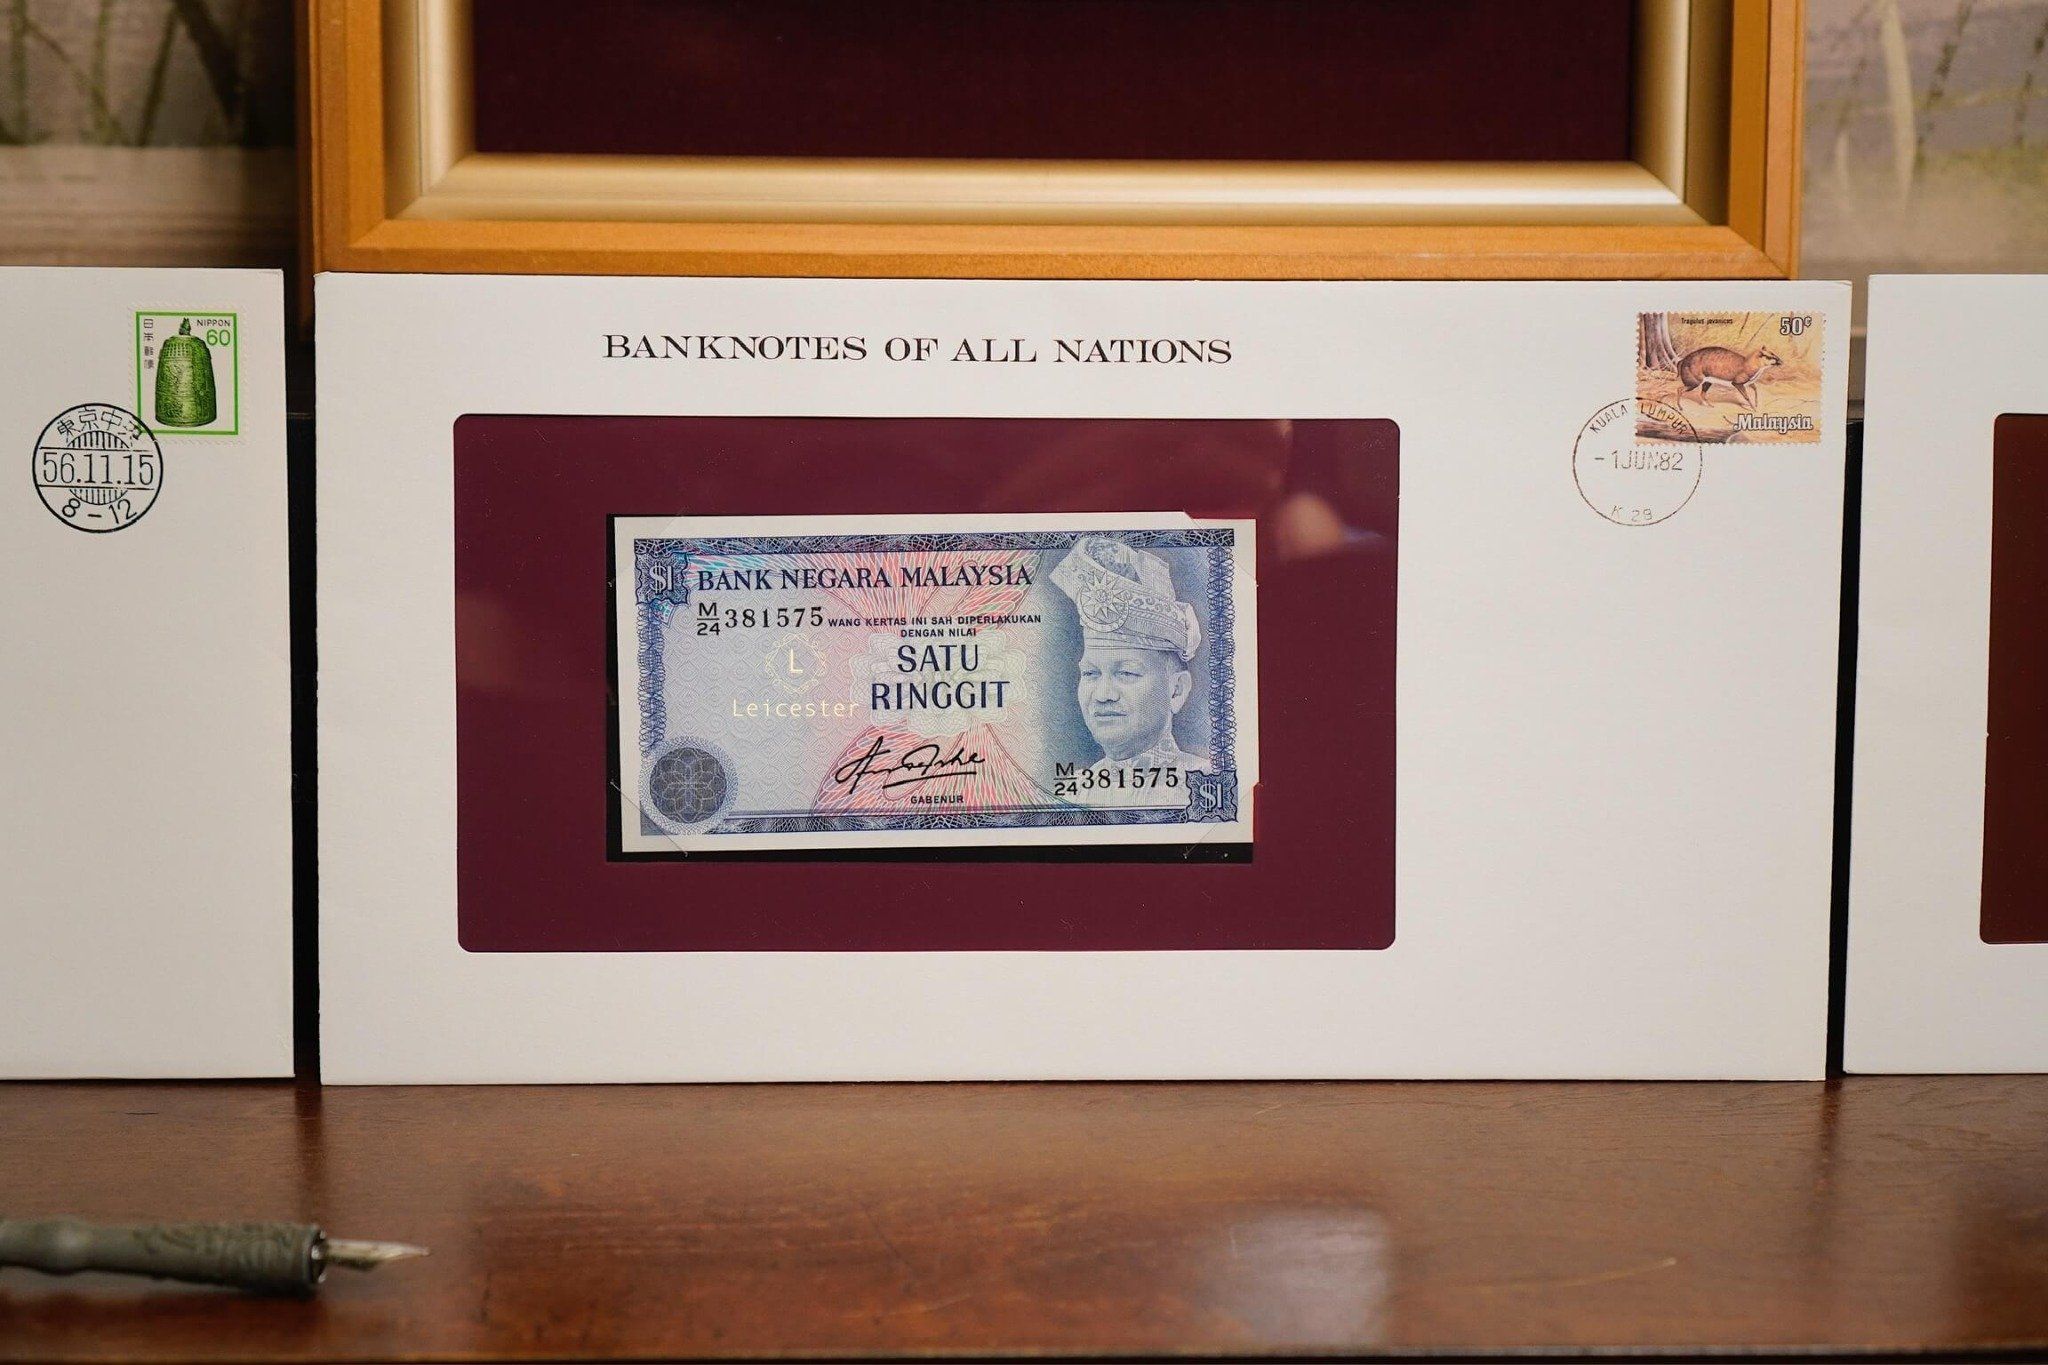 日本郵便
NIPPON
60
東京中央
56.11.15
8-12
BANKNOTES OF ALL NATIONS
Tragulus javanicus
50¢
Malaysia
KUALA LUMPUR
-1JUN82
K 29
$1
BANK NEGARA MALAYSIA
M/24 381575
WANG KERTAS INI SAH DIPERLAKUKAN
DENGAN NILAI
SATU
RINGGIT
L
Leicester
GABENUR
M/24 381575
$1